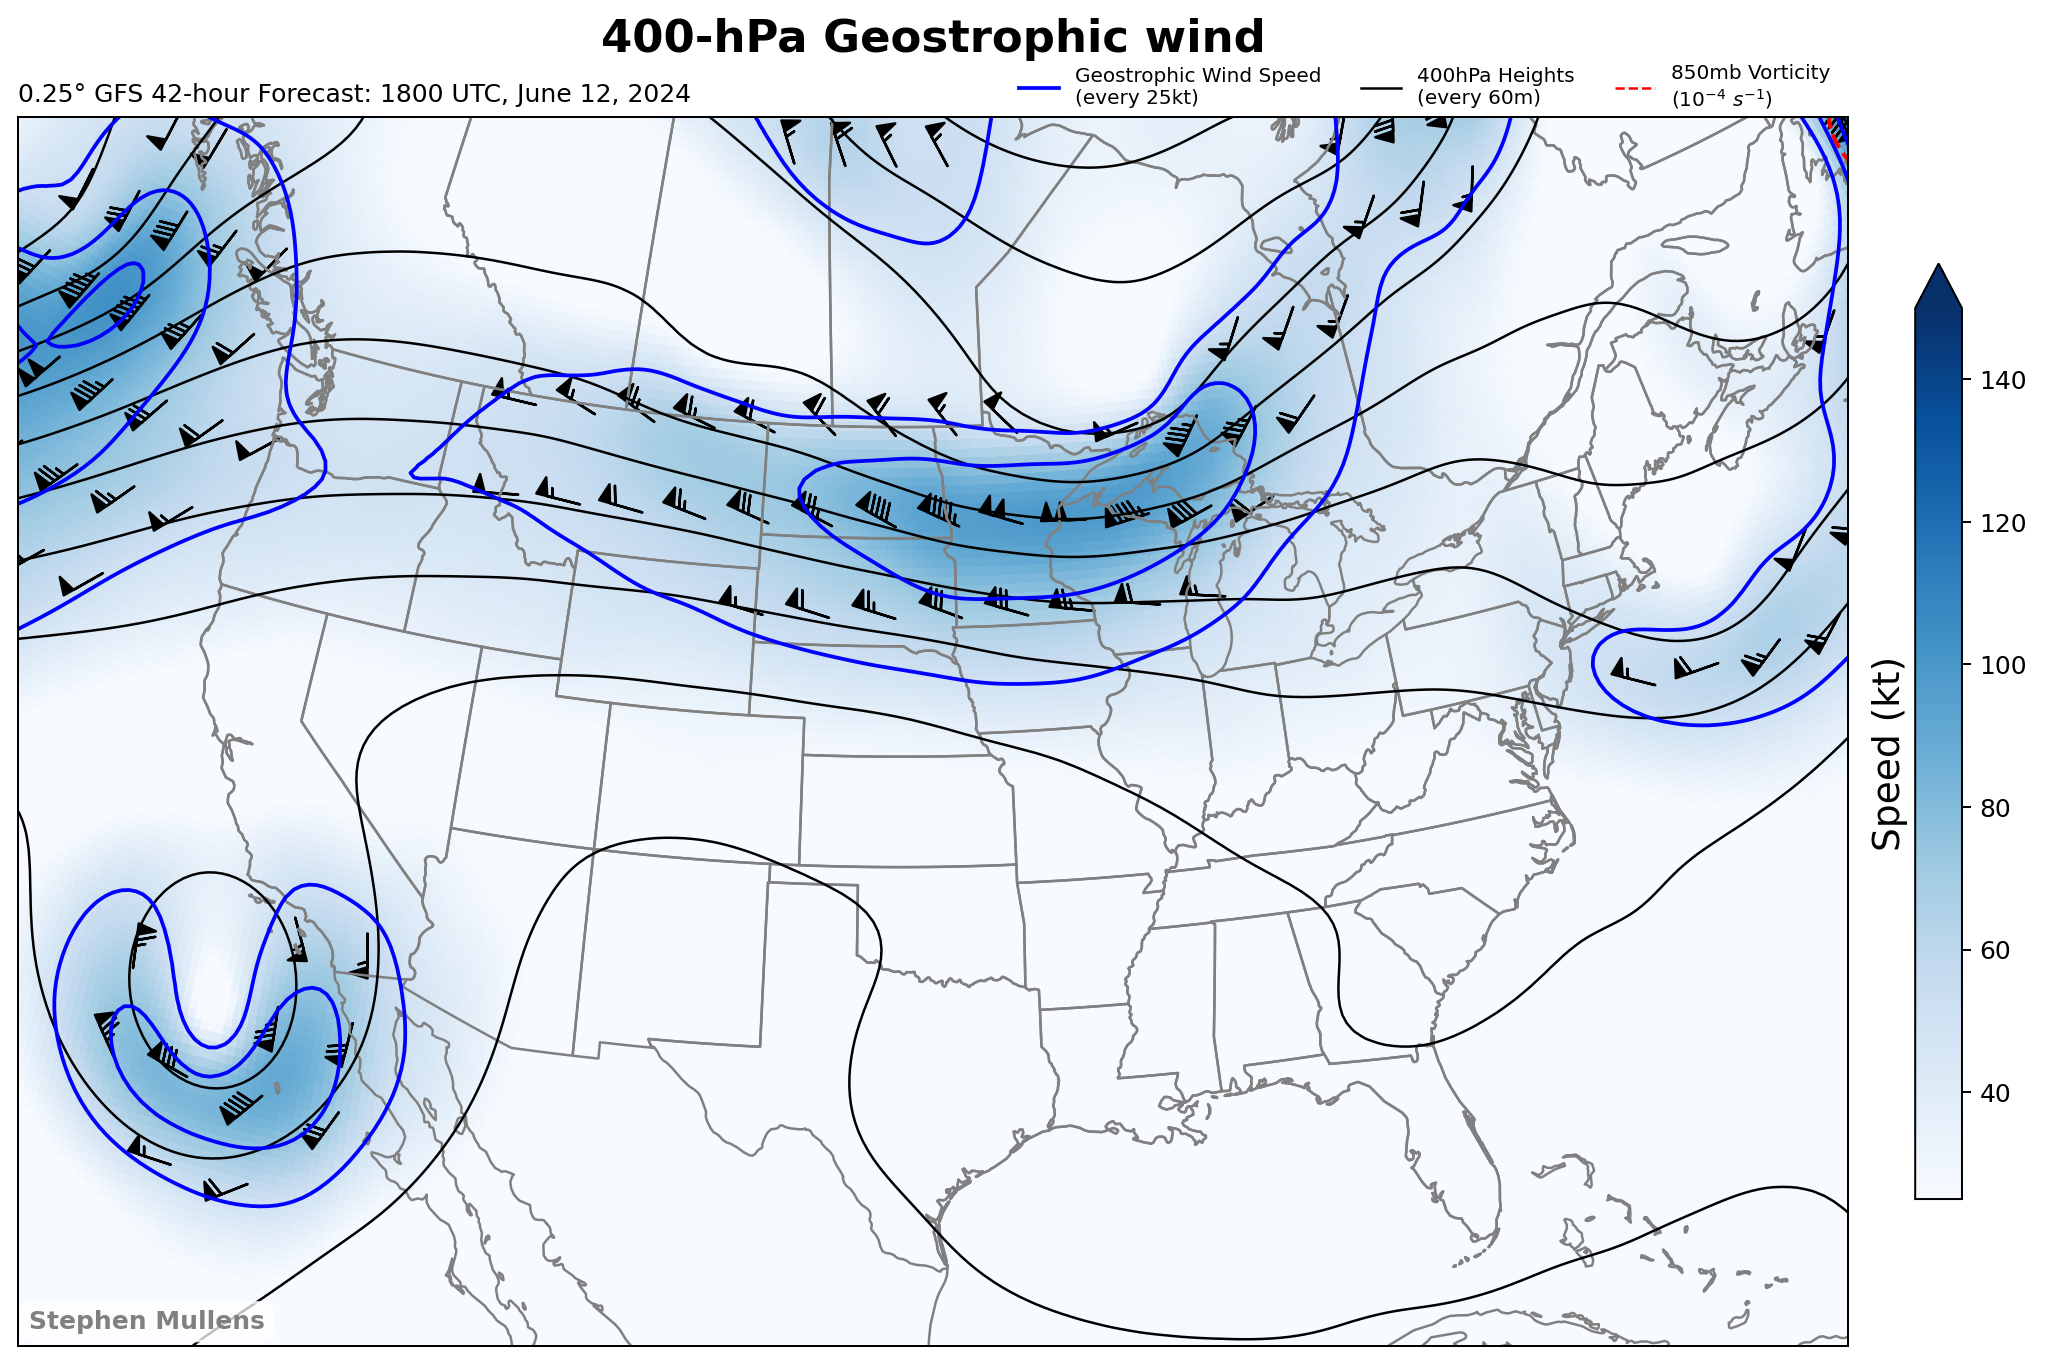 400-hPa Geostrophic wind
0.25° GFS 42-hour Forecast: 1800 UTC, June 12, 2024
Geostrophic Wind Speed
(every 25kt)
400hPa Heights
(every 60m)
850mb Vorticity
(10⁻⁴ s⁻¹)
140
120
100
80
60
40
Speed (kt)
Stephen Mullens